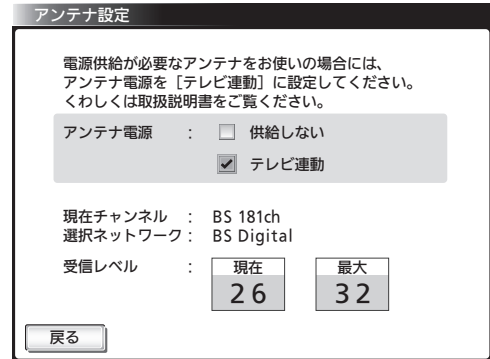 アンテナ設定
電源供給が必要なアンテナをお使いの場合には、
アンテナ電源を［テレビ連動］に設定してください。
くわしくは取扱説明書をご覧ください。
アンテナ電源 : 供給しない
テレビ連動
現在チャンネル : BS 181ch
選択ネットワーク : BS Digital
受信レベル : 現在 最大
26 32
戻る